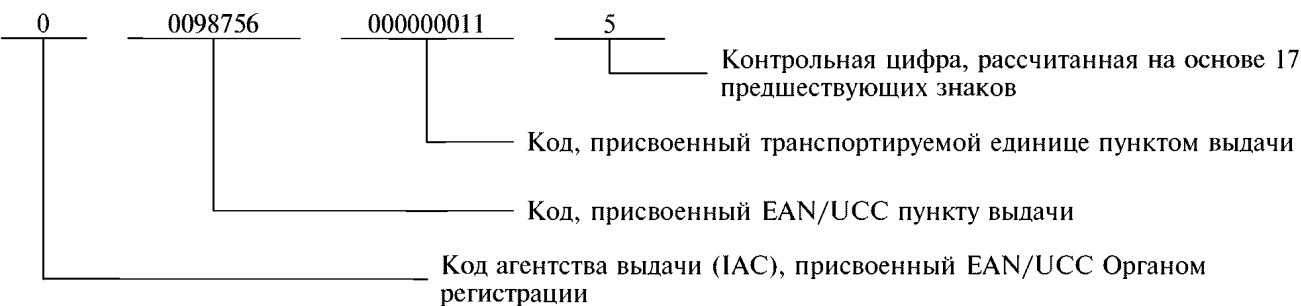 0 0098756 000000011 5
Контрольная цифра, рассчитанная на основе 17
предшествующих знаков
Код, присвоенный транспортируемой единице пунктом выдачи
Код, присвоенный EAN/UCC пункту выдачи
Код агентства выдачи (IAC), присвоенный EAN/UCC Органом
регистрации